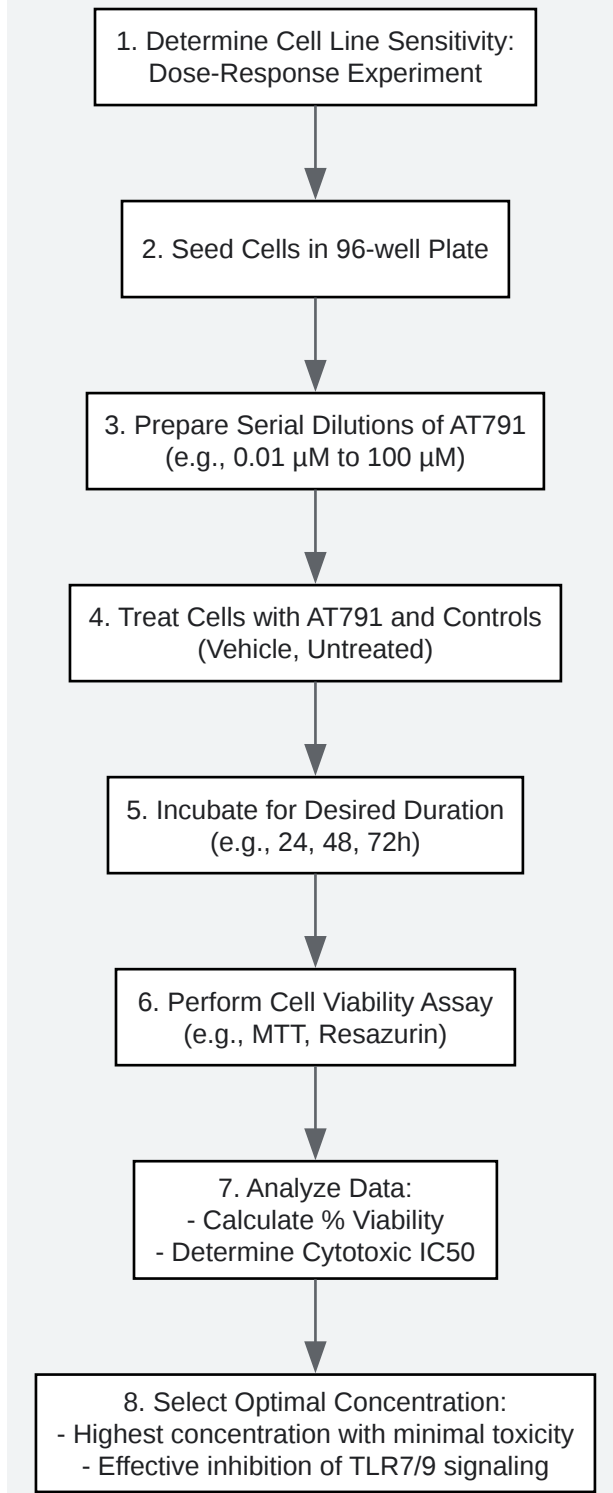 1. Determine Cell Line Sensitivity:
Dose-Response Experiment
2. Seed Cells in 96-well Plate
3. Prepare Serial Dilutions of AT791
(e.g., 0.01 µM to 100 µM)
4. Treat Cells with AT791 and Controls
(Vehicle, Untreated)
5. Incubate for Desired Duration
(e.g., 24, 48, 72h)
6. Perform Cell Viability Assay
(e.g., MTT, Resazurin)
7. Analyze Data:
- Calculate % Viability
- Determine Cytotoxic IC50
8. Select Optimal Concentration:
- Highest concentration with minimal toxicity
- Effective inhibition of TLR7/9 signaling